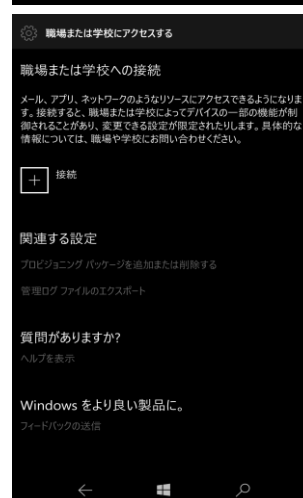 職場または学校にアクセスする
職場または学校への接続
メール、アプリ、ネットワークのようなリソースにアクセスできるようになりま
す。接続すると、職場または学校によってデバイスの一部の機能が制
御されることがあり、変更できる設定が限定されたりします。具体的な
情報については、職場や学校にお問い合わせください。
接続
関連する設定
プロビジョニング パッケージを追加または削除する
管理ログ ファイルのエクスポート
質問がありますか?
ヘルプを表示
Windows をより良い製品に。
フィードバックの送信